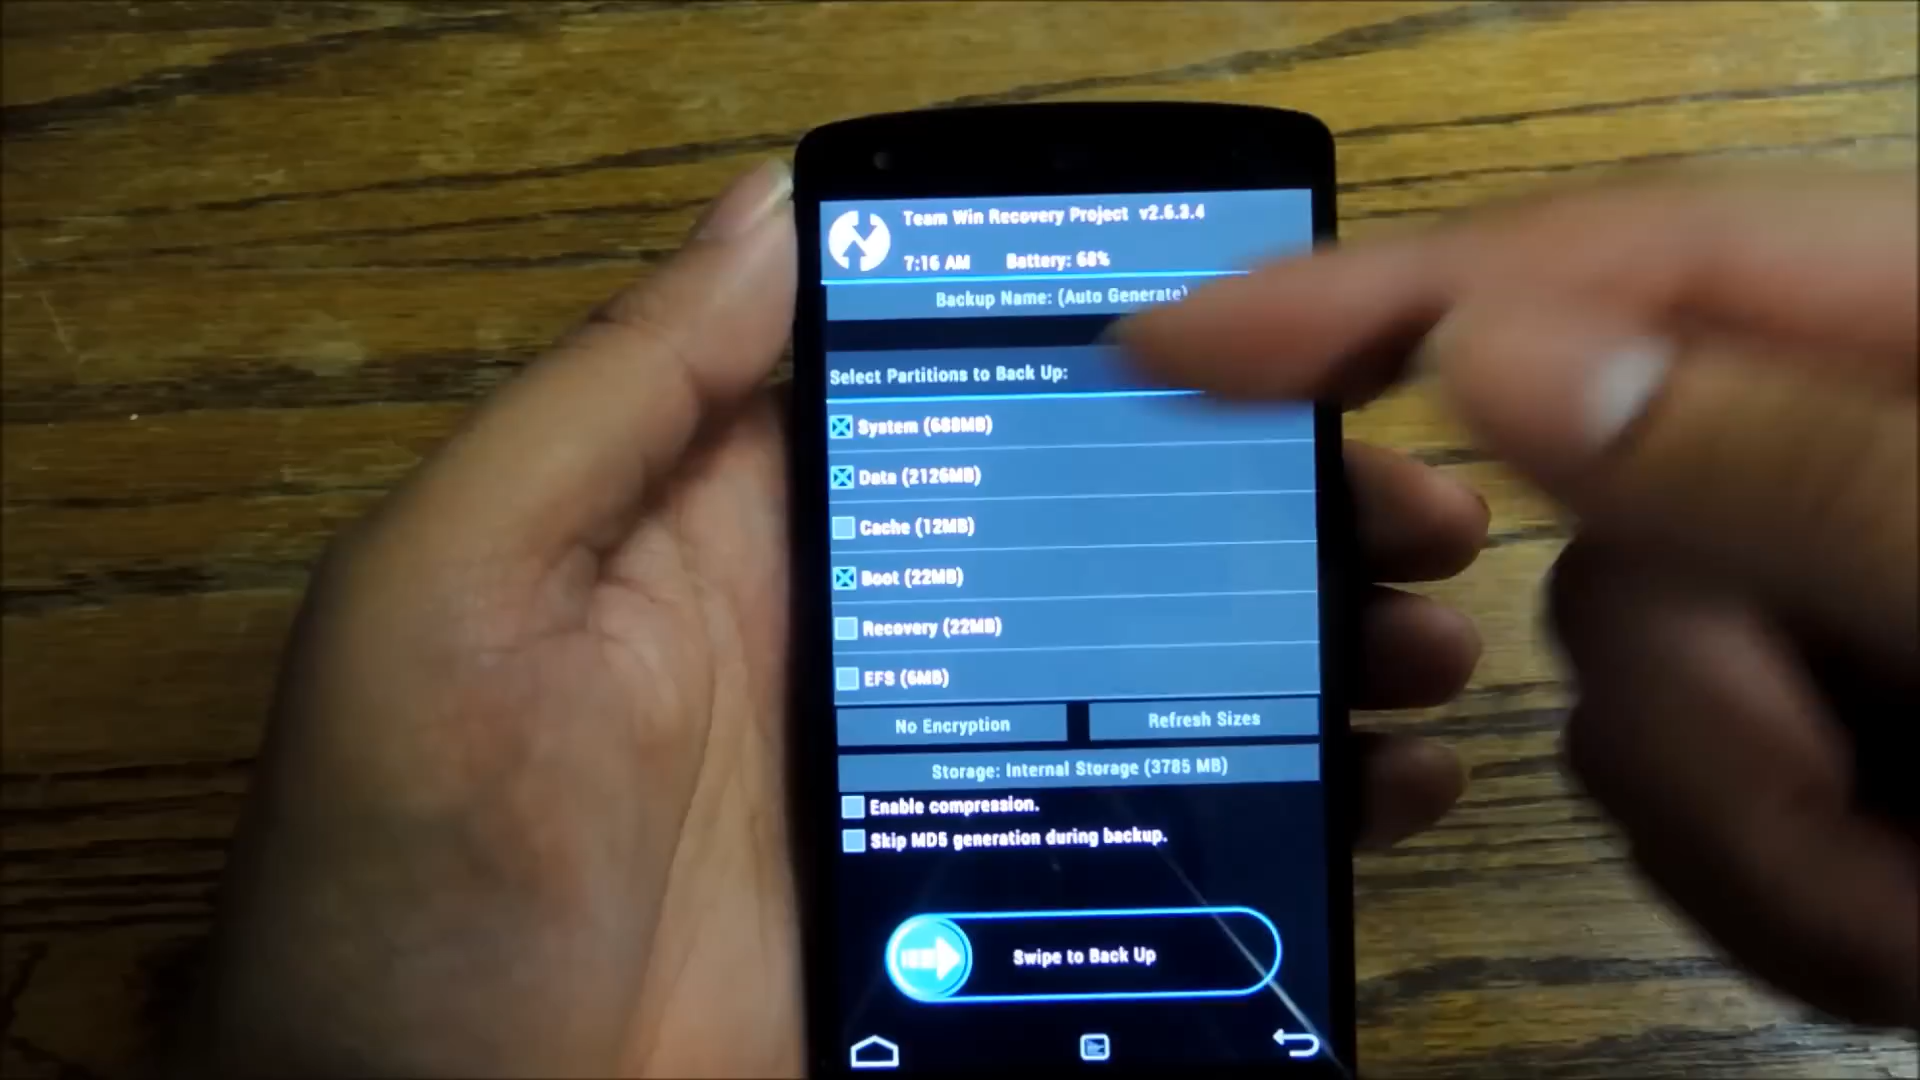 Team Win Recovery Project v2.6.3.4
7:16 AM Battery: 68%
Backup Name: (Auto Generate)
Select Partitions to Back Up:
System (688MB)
Data (2126MB)
Cache (12MB)
Boot (22MB)
Recovery (22MB)
EFS (6MB)
No Encryption Refresh Sizes
Storage: Internal Storage (3785 MB)
Enable compression.
Skip MD5 generation during backup.
Swipe to Back Up